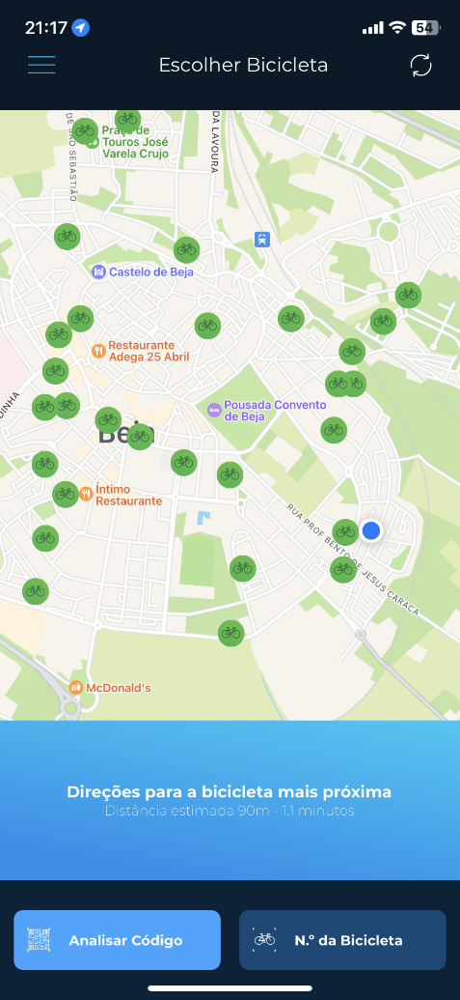 21:17
54
Escolher Bicicleta
DE SÃO SEBASTIÃO
DA LAVOURA
Praça de
Touros José
Varela Crujo
Castelo de Beja
Restaurante
Adega 25 Abril
Pousada Convento
de Beja
Beja
Íntimo
Restaurante
RUA PROF BENTO DE JESUS CARAÇA
McDonald's
Direções para a bicicleta mais próxima
Distância estimada 90m - 1.1 minutos
Analisar Código
N.º da Bicicleta